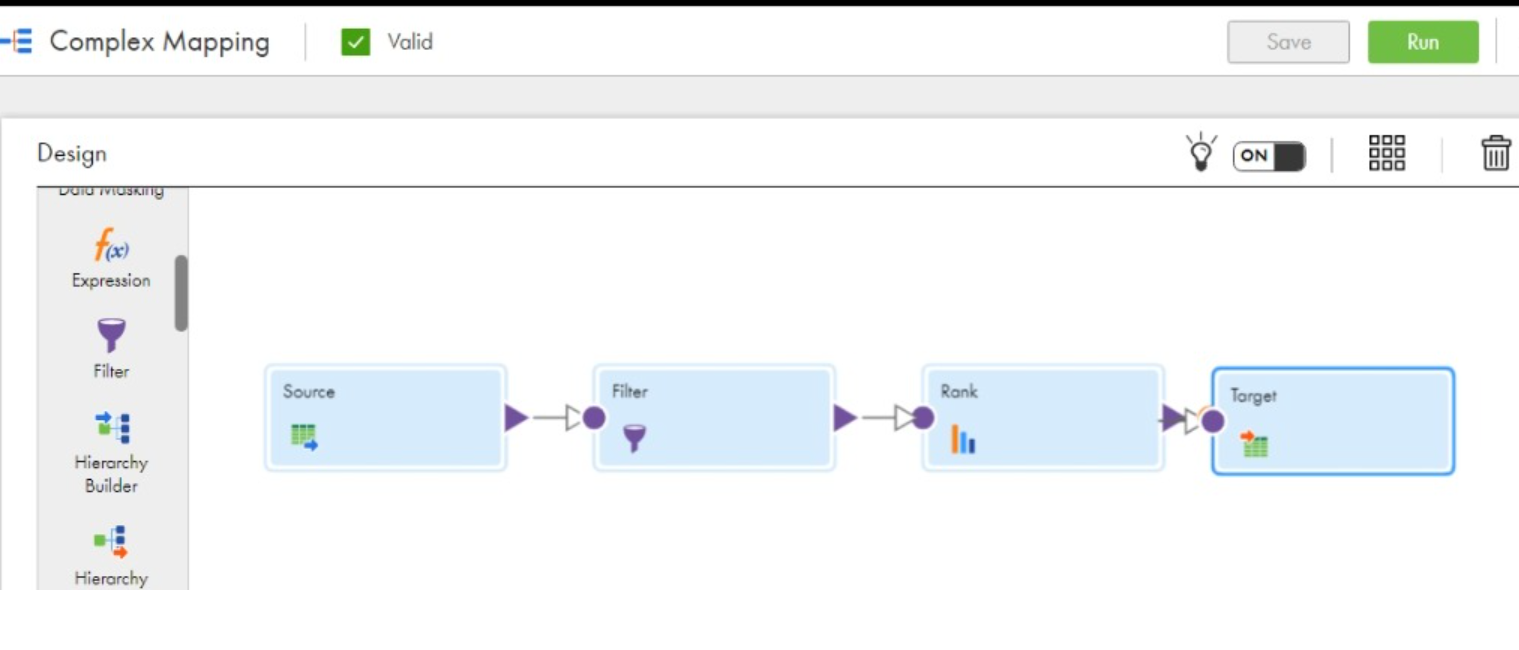 Complex Mapping
Valid
Save
Run
Design
ON
Data Masking
f(x)
Expression
Filter
Hierarchy
Builder
Hierarchy
Source
Filter
Rank
Target